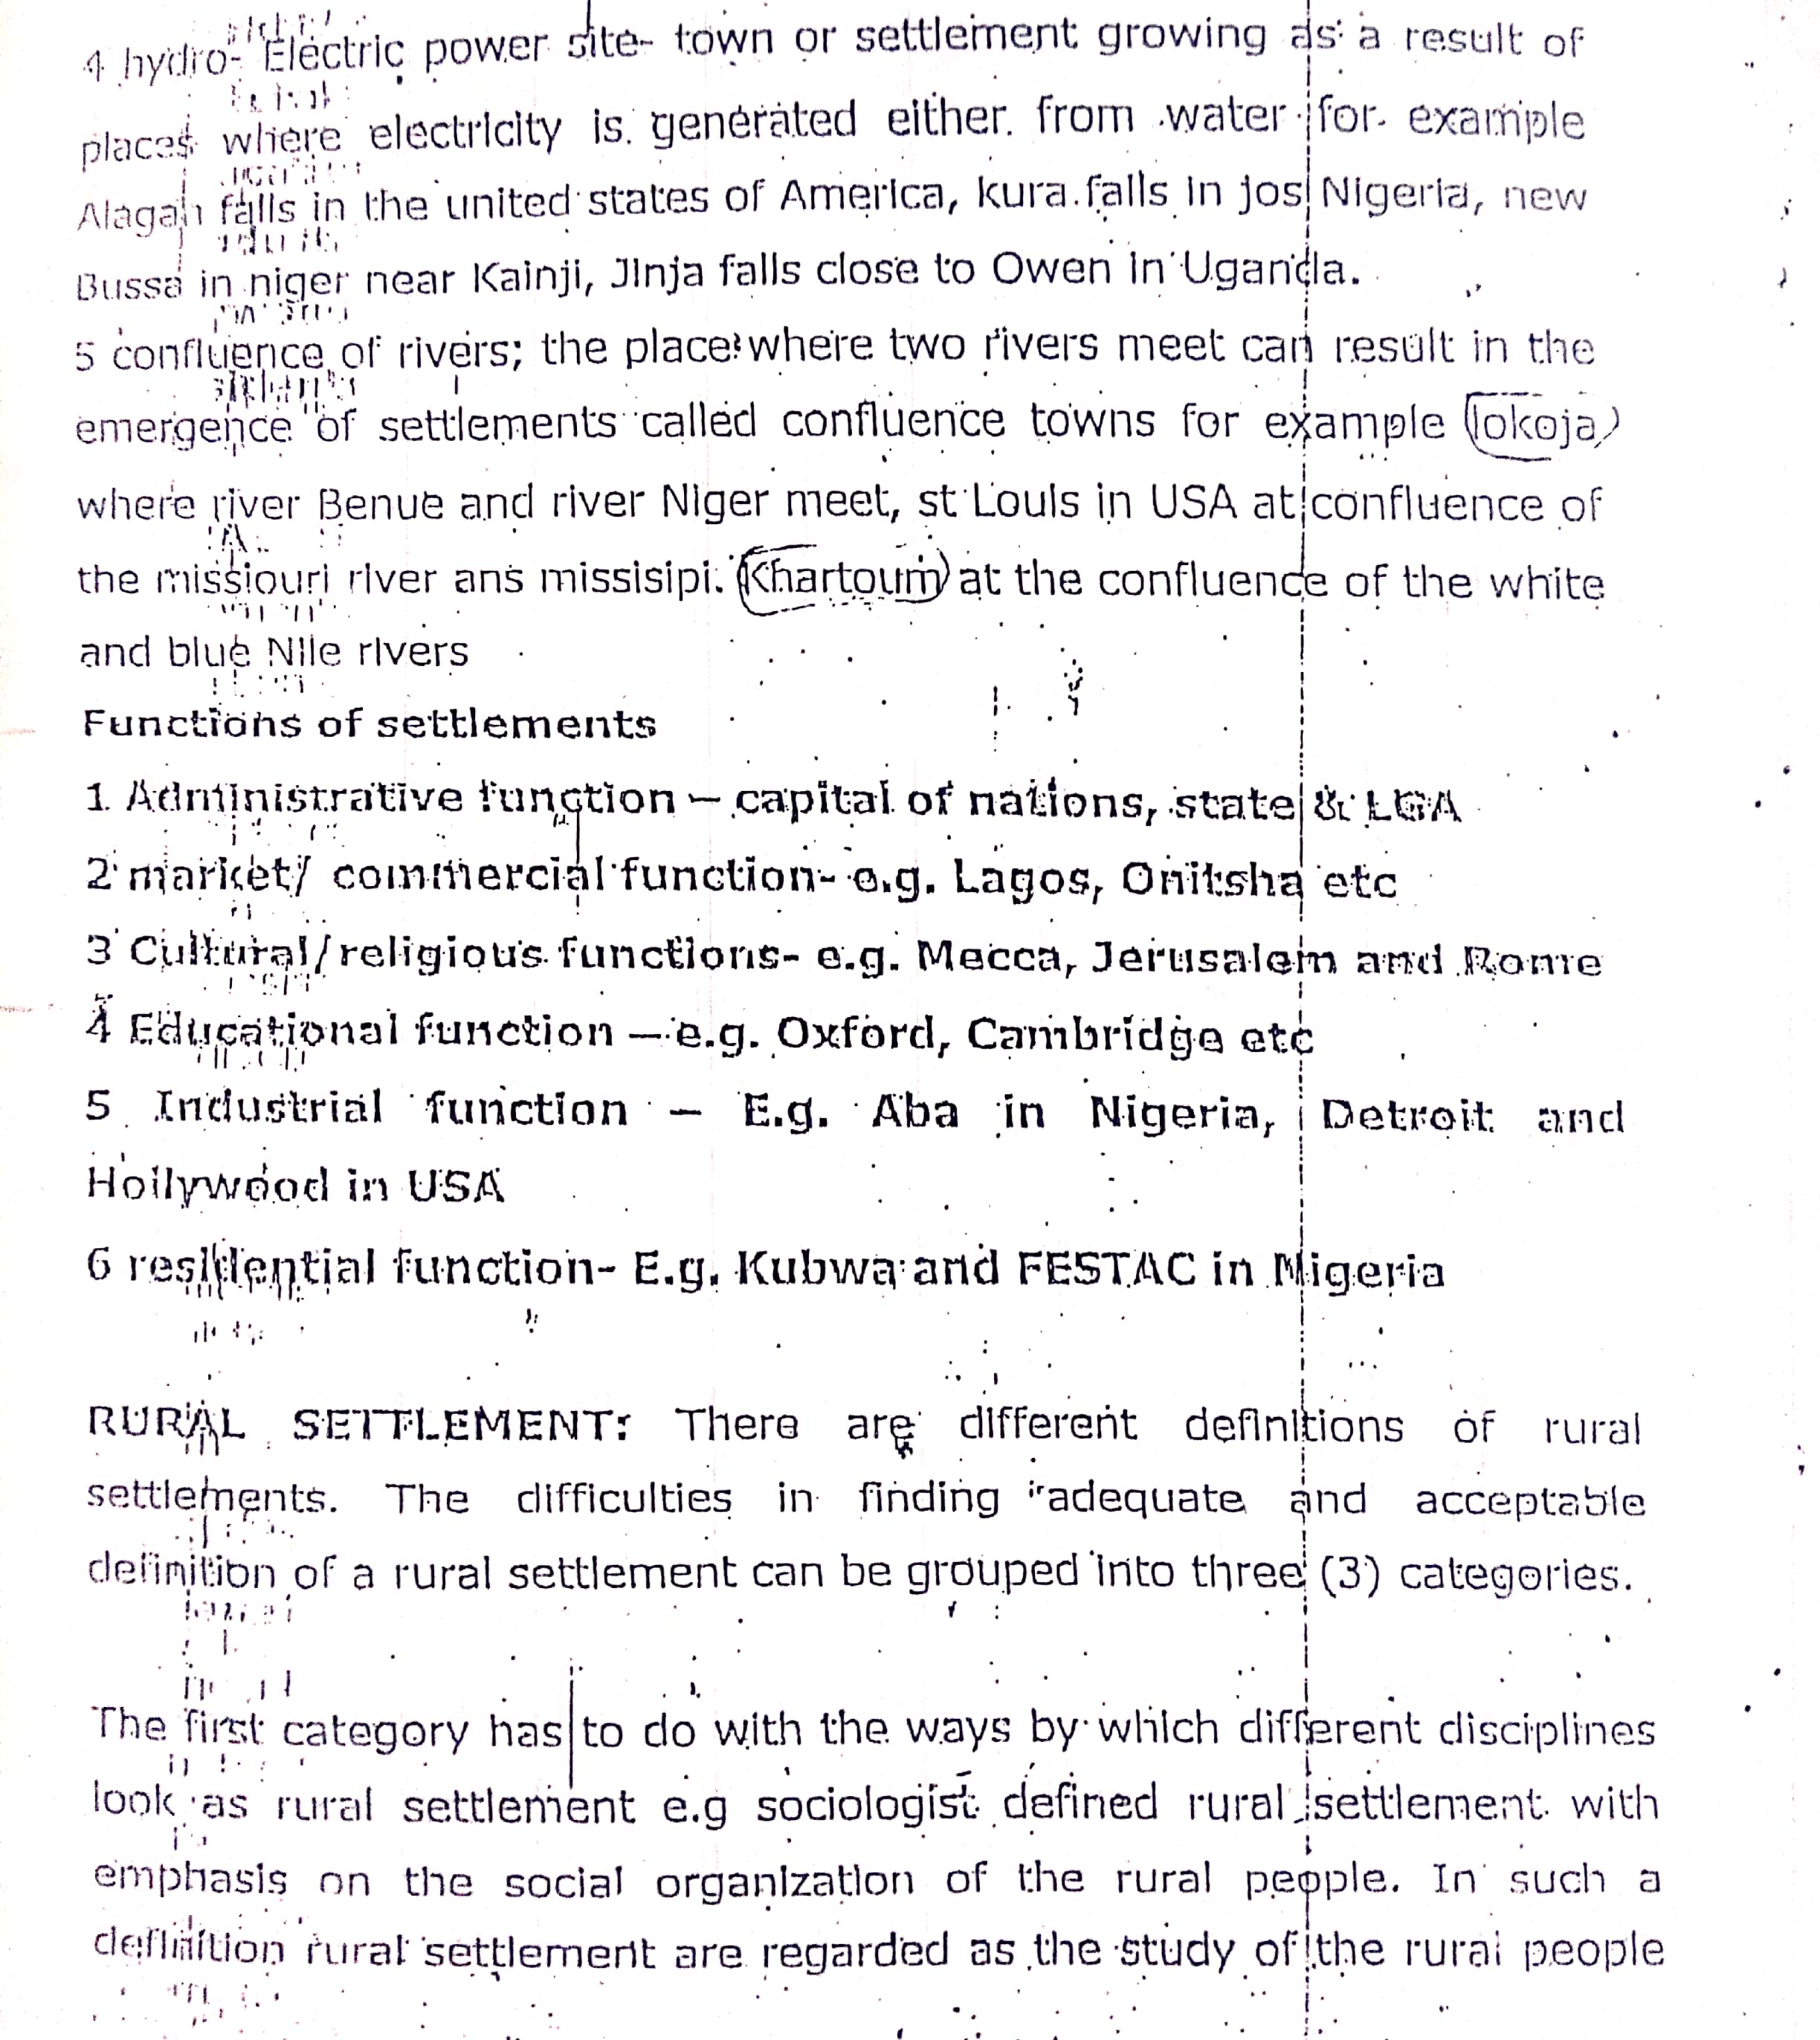 4 hydro- Electric power site- town or settlement growing as a result of
places where electricity is generated either from water for example
Alagah falls in the united states of America, kura falls in jos Nigeria, new
Bussa in niger near Kainji, Jinja falls close to Owen in Uganda.
5 confluence of rivers; the place where two rivers meet can result in the
emergence of settlements called confluence towns for example lokoja
where river Benue and river Niger meet, st Louis in USA at confluence of
the missiouri river ans missisipi. Khartoum at the confluence of the white
and blue Nile rivers
Functions of settlements
1 Administrative function – capital of nations, state & LGA
2 market/ commercial function- e.g. Lagos, Onitsha etc
3 Cultural/religious functions- e.g. Mecca, Jerusalem and Rome
4 Educational function – e.g. Oxford, Cambridge etc
5 Industrial function – E.g. Aba in Nigeria, Detroit and
Hollywood in USA
6 residential function- E.g. Kubwa and FESTAC in Nigeria
RURAL SETTLEMENT: There are different definitions of rural
settlements. The difficulties in finding adequate and acceptable
definition of a rural settlement can be grouped into three (3) categories.
The first category has to do with the ways by which different disciplines
look as rural settlement e.g sociologist defined rural settlement with
emphasis on the social organization of the rural people. In such a
definition rural settlement are regarded as the study of the rural people